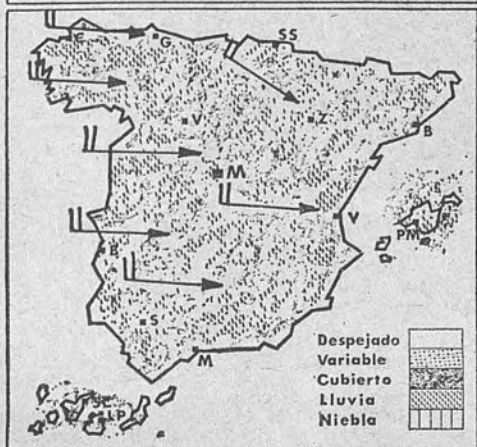 C
G
SS
V
Z
B
M
V
PM
B
S
M
LP
Despejado
Variable
Cubierto
Lluvia
Niebla